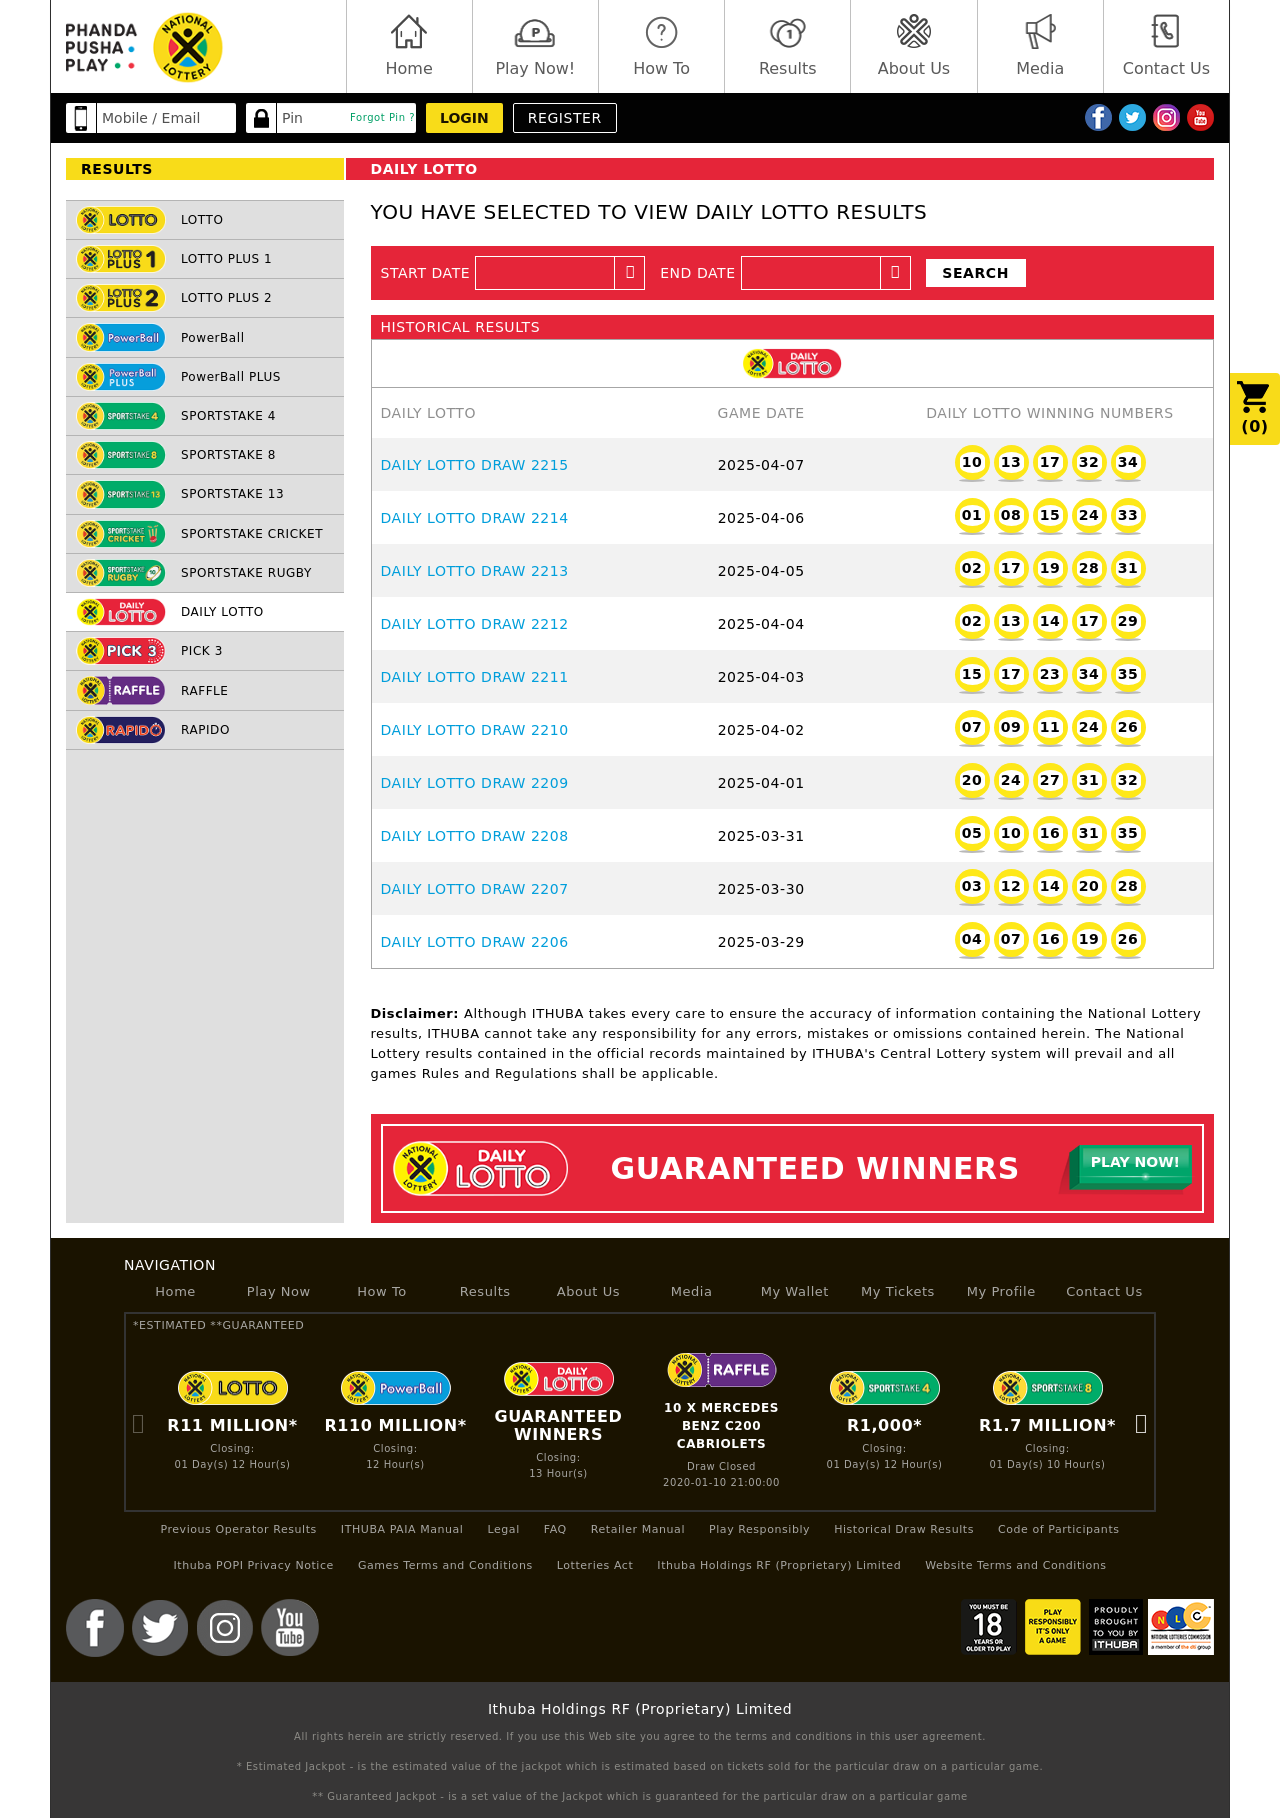 PHANDA
PUSHA
PLAY
NATIONAL LOTTERY
Home
Play Now!
How To
Results
About Us
Media
Contact Us
Mobile / Email
Pin
Forgot Pin ?
LOGIN
REGISTER
RESULTS
LOTTO
LOTTO PLUS 1
LOTTO PLUS 2
PowerBall
PowerBall PLUS
SPORTSTAKE 4
SPORTSTAKE 8
SPORTSTAKE 13
SPORTSTAKE CRICKET
SPORTSTAKE RUGBY
DAILY LOTTO
PICK 3
RAFFLE
RAPIDO
DAILY LOTTO
YOU HAVE SELECTED TO VIEW DAILY LOTTO RESULTS
START DATE
END DATE
SEARCH
HISTORICAL RESULTS
DAILY LOTTO
DAILY LOTTO GAME DATE DAILY LOTTO WINNING NUMBERS
DAILY LOTTO DRAW 2215 2025-04-07 10 13 17 32 34
DAILY LOTTO DRAW 2214 2025-04-06 01 08 15 24 33
DAILY LOTTO DRAW 2213 2025-04-05 02 17 19 28 31
DAILY LOTTO DRAW 2212 2025-04-04 02 13 14 17 29
DAILY LOTTO DRAW 2211 2025-04-03 15 17 23 34 35
DAILY LOTTO DRAW 2210 2025-04-02 07 09 11 24 26
DAILY LOTTO DRAW 2209 2025-04-01 20 24 27 31 32
DAILY LOTTO DRAW 2208 2025-03-31 05 10 16 31 35
DAILY LOTTO DRAW 2207 2025-03-30 03 12 14 20 28
DAILY LOTTO DRAW 2206 2025-03-29 04 07 16 19 26
(0)
Disclaimer: Although ITHUBA takes every care to ensure the accuracy of information containing the National Lottery
results, ITHUBA cannot take any responsibility for any errors, mistakes or omissions contained herein. The National
Lottery results contained in the official records maintained by ITHUBA's Central Lottery system will prevail and all
games Rules and Regulations shall be applicable.
NATIONAL LOTTERY
DAILY LOTTO
GUARANTEED WINNERS
PLAY NOW!
NAVIGATION
Home Play Now How To Results About Us Media My Wallet My Tickets My Profile Contact Us
*ESTIMATED **GUARANTEED
LOTTO
R11 MILLION*
Closing:
01 Day(s) 12 Hour(s)
PowerBall
R110 MILLION*
Closing:
12 Hour(s)
DAILY LOTTO
GUARANTEED
WINNERS
Closing:
13 Hour(s)
RAFFLE
10 X MERCEDES
BENZ C200
CABRIOLETS
Draw Closed
2020-01-10 21:00:00
SPORTSTAKE 4
R1,000*
Closing:
01 Day(s) 12 Hour(s)
SPORTSTAKE 8
R1.7 MILLION*
Closing:
01 Day(s) 10 Hour(s)
Previous Operator Results ITHUBA PAIA Manual Legal FAQ Retailer Manual Play Responsibly Historical Draw Results Code of Participants
Ithuba POPI Privacy Notice Games Terms and Conditions Lotteries Act Ithuba Holdings RF (Proprietary) Limited Website Terms and Conditions
You Tube
YOU MUST BE
18
YEARS OR
OLDER TO PLAY
PLAY
RESPONSIBLY
IT'S ONLY
A GAME
PROUDLY
BROUGHT
TO YOU BY
ITHUBA
NLC
NATIONAL LOTTERIES COMMISSION
a member of the dti group
Ithuba Holdings RF (Proprietary) Limited
All rights herein are strictly reserved. If you use this Web site you agree to the terms and conditions in this user agreement.
* Estimated Jackpot - is the estimated value of the jackpot which is estimated based on tickets sold for the particular draw on a particular game.
** Guaranteed Jackpot - is a set value of the Jackpot which is guaranteed for the particular draw on a particular game